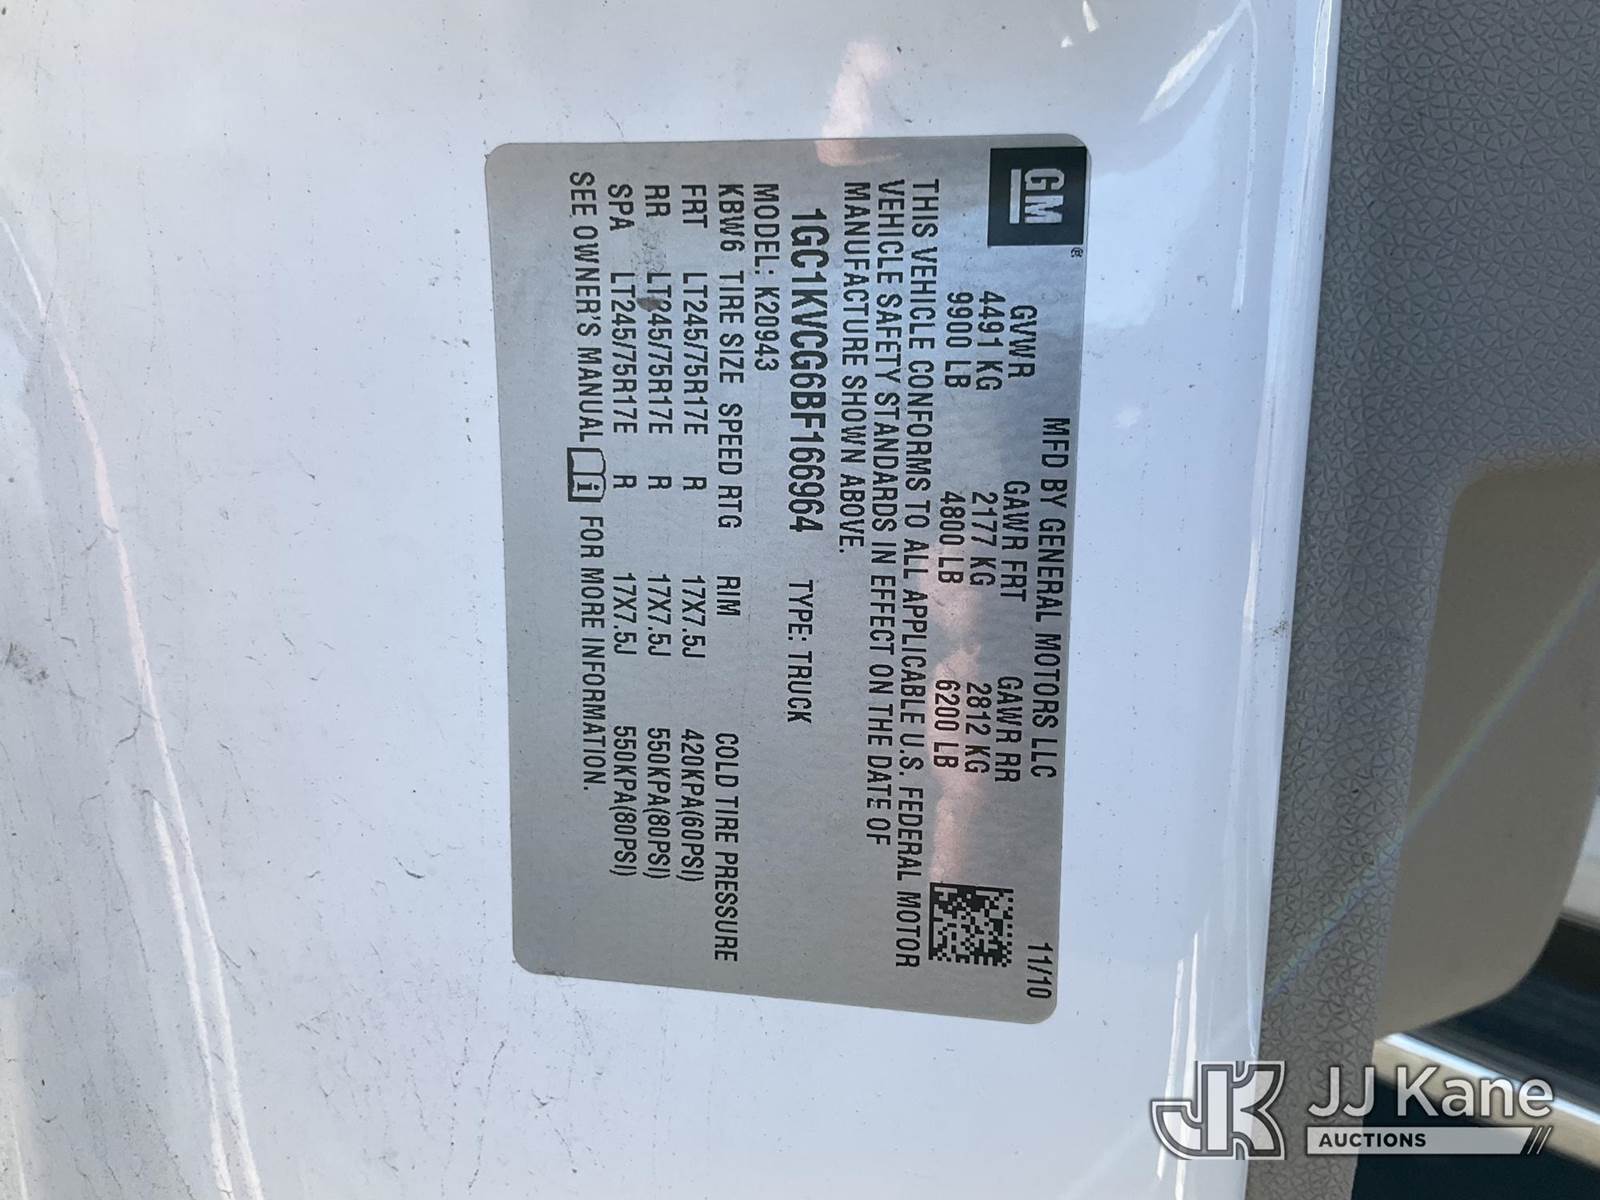 GM®
MFD BY GENERAL MOTORS LLC 11/10
GVWR GAWR FRT GAWR RR
4491 KG 2177 KG 2812 KG
9900 LB 4800 LB 6200 LB
THIS VEHICLE CONFORMS TO ALL APPLICABLE U.S. FEDERAL MOTOR
VEHICLE SAFETY STANDARDS IN EFFECT ON THE DATE OF
MANUFACTURE SHOWN ABOVE.
1GC1KVCG6BF166964 TYPE: TRUCK
MODEL: K20943
KBW6 TIRE SIZE SPEED RTG RIM COLD TIRE PRESSURE
FRT LT245/75R17E R 17X7.5J 420KPA(60PSI)
RR LT245/75R17E R 17X7.5J 550KPA(80PSI)
SPA LT245/75R17E R 17X7.5J 550KPA(80PSI)
SEE OWNER'S MANUAL i FOR MORE INFORMATION.
JK JJ Kane
AUCTIONS